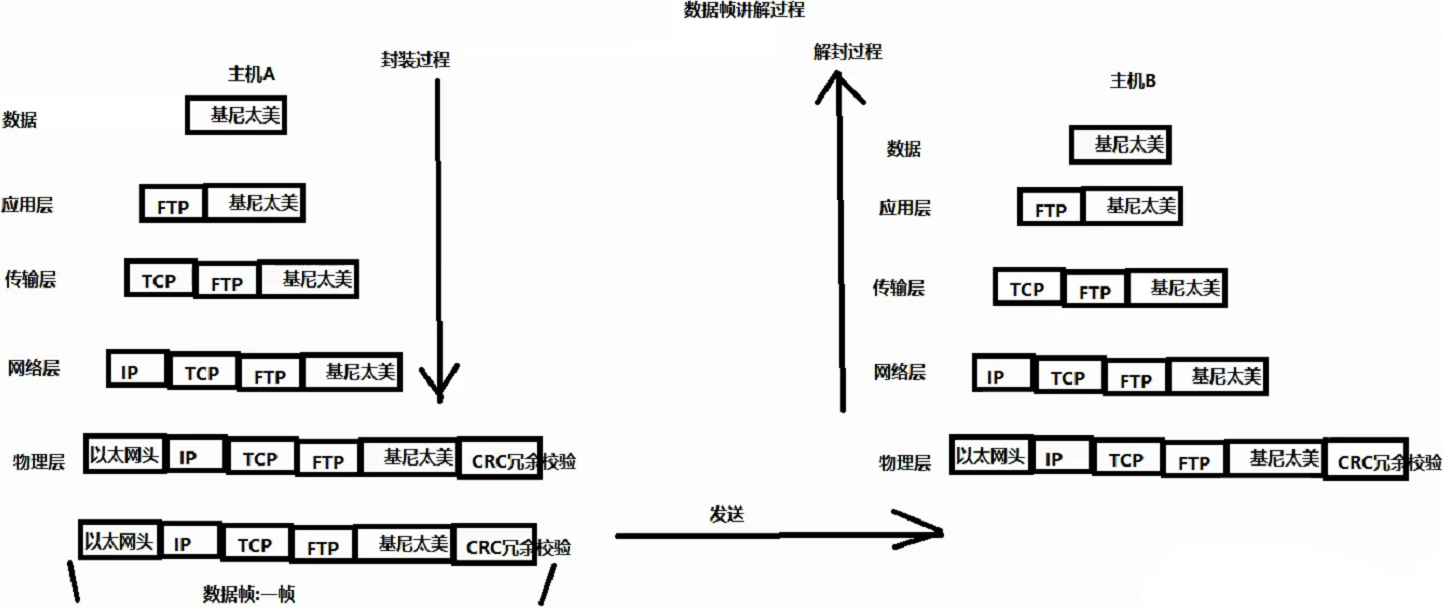 数据帧讲解过程
封装过程
主机A
数据
基尼太美
应用层
FTP 基尼太美
传输层
TCP FTP 基尼太美
网络层
IP TCP FTP 基尼太美
物理层
以太网头 IP TCP FTP 基尼太美 CRC冗余校验
以太网头 IP TCP FTP 基尼太美 CRC冗余校验
数据帧:一帧
发送
解封过程
主机B
数据
基尼太美
应用层
FTP 基尼太美
传输层
TCP FTP 基尼太美
网络层
IP TCP FTP 基尼太美
物理层
以太网头 IP TCP FTP 基尼太美 CRC冗余校验